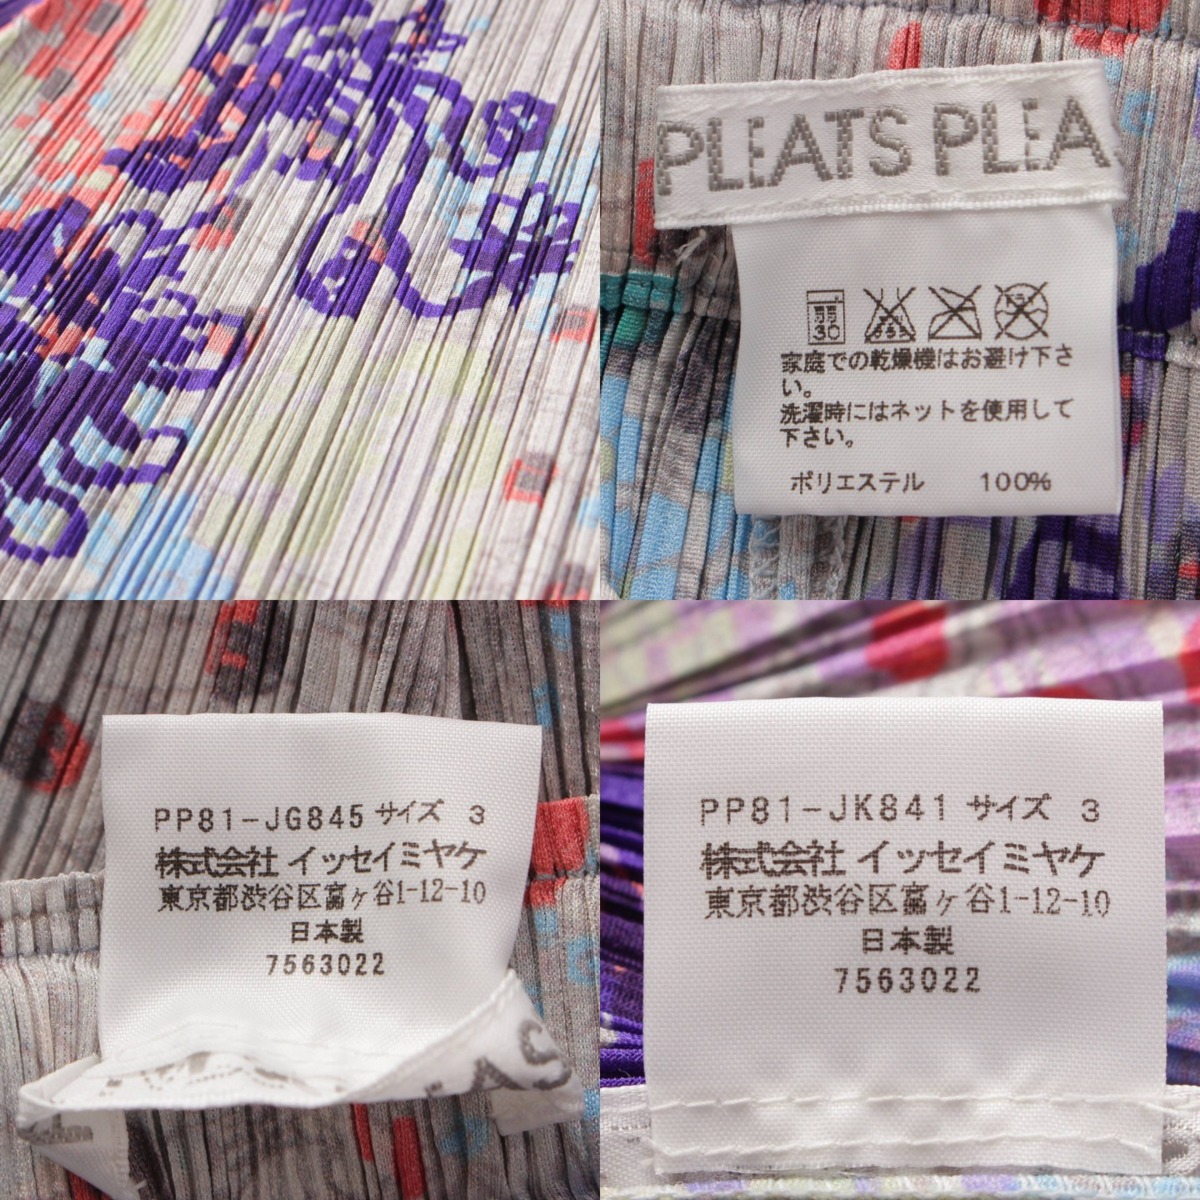 PLEATS PLEAS
30
家庭での乾燥機はお避け下さ
い。
洗濯時にはネットを使用して
下さい。
ポリエステル 100%
PP81-JG845 サイズ 3
株式会社 イッセイミヤケ
東京都渋谷区富ヶ谷1-12-10
日本製
7563022
PP81-JK841 サイズ 3
株式会社 イッセイミヤケ
東京都渋谷区富ヶ谷1-12-10
日本製
7563022